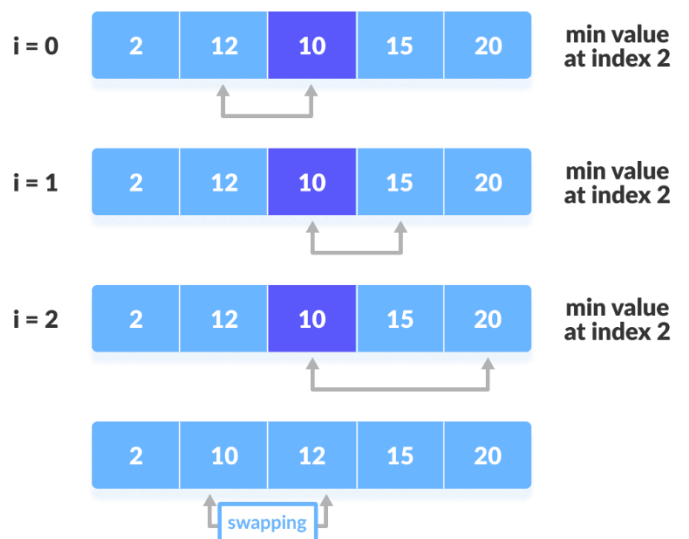 i = 0
2 12 10 15 20
min value
at index 2
i = 1
2 12 10 15 20
min value
at index 2
i = 2
2 12 10 15 20
min value
at index 2
2 10 12 15 20
swapping